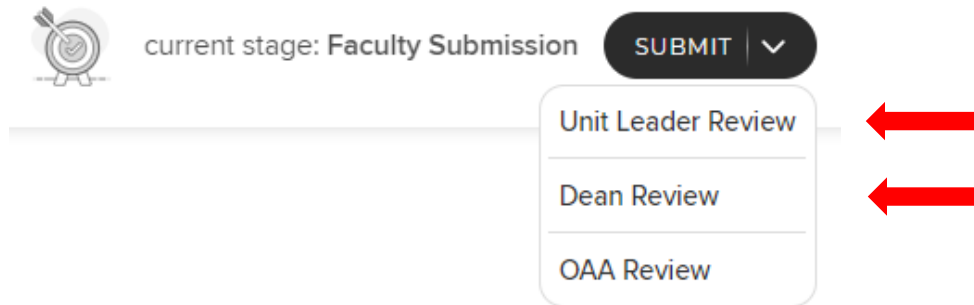 current stage: Faculty Submission SUBMIT
Unit Leader Review
Dean Review
OAA Review